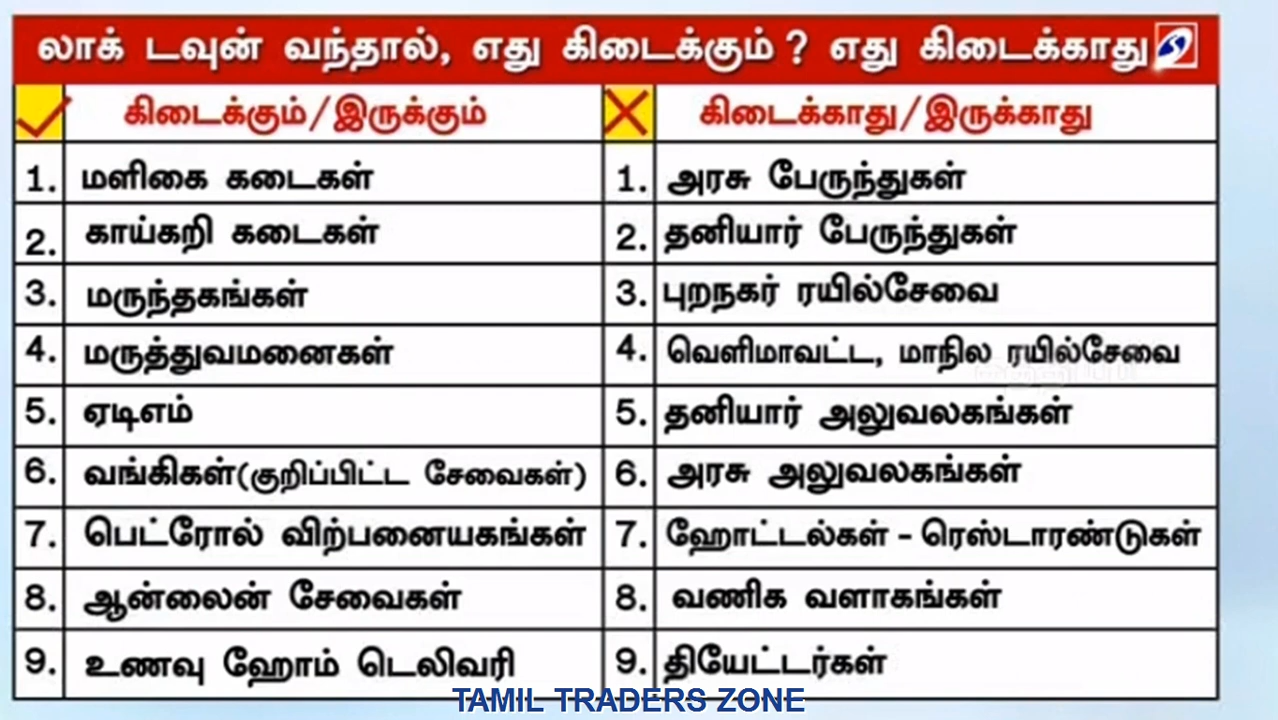 லாக் டவுன் வந்தால், எது கிடைக்கும் ? எது கிடைக்காது
கிடைக்கும்/இருக்கும் கிடைக்காது/இருக்காது
1. மளிகை கடைகள் 1. அரசு பேருந்துகள்
2. காய்கறி கடைகள் 2. தனியார் பேருந்துகள்
3. மருந்தகங்கள் 3. புறநகர் ரயில்சேவை
4. மருத்துவமனைகள் 4. வெளிமாவட்ட, மாநில ரயில்சேவை
5. ஏடிஎம் 5. தனியார் அலுவலகங்கள்
6. வங்கிகள்(குறிப்பிட்ட சேவைகள்) 6. அரசு அலுவலகங்கள்
7. பெட்ரோல் விற்பனையகங்கள் 7. ஹோட்டல்கள் - ரெஸ்டாரண்டுகள்
8. ஆன்லைன் சேவைகள் 8. வணிக வளாகங்கள்
9. உணவு ஹோம் டெலிவரி 9. தியேட்டர்கள்
TAMIL TRADERS ZONE